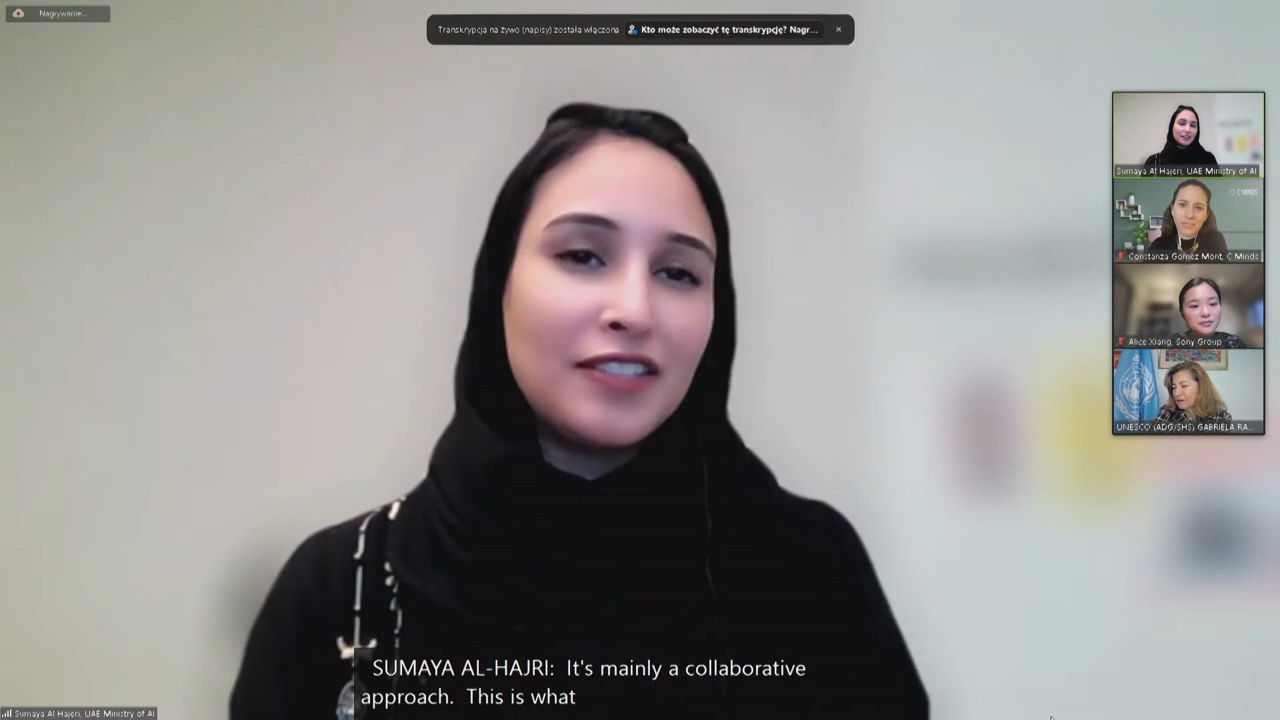 Nagrywanie...
Transkrypcja na żywo (napisy) została włączona Kto może zobaczyć tę transkrypcję? Nagr... ×
Sumaya Al Hajeri, UAE Ministry of AI
C MINDS
Constanza Gomez Mont, C Minds
Alice Xiang, Sony Group
UNESCO (ADG/SHS) GABRIELA RA...
SUMAYA AL-HAJRI: It's mainly a collaborative
approach. This is what
Sumaya Al Hajeri, UAE Ministry of AI